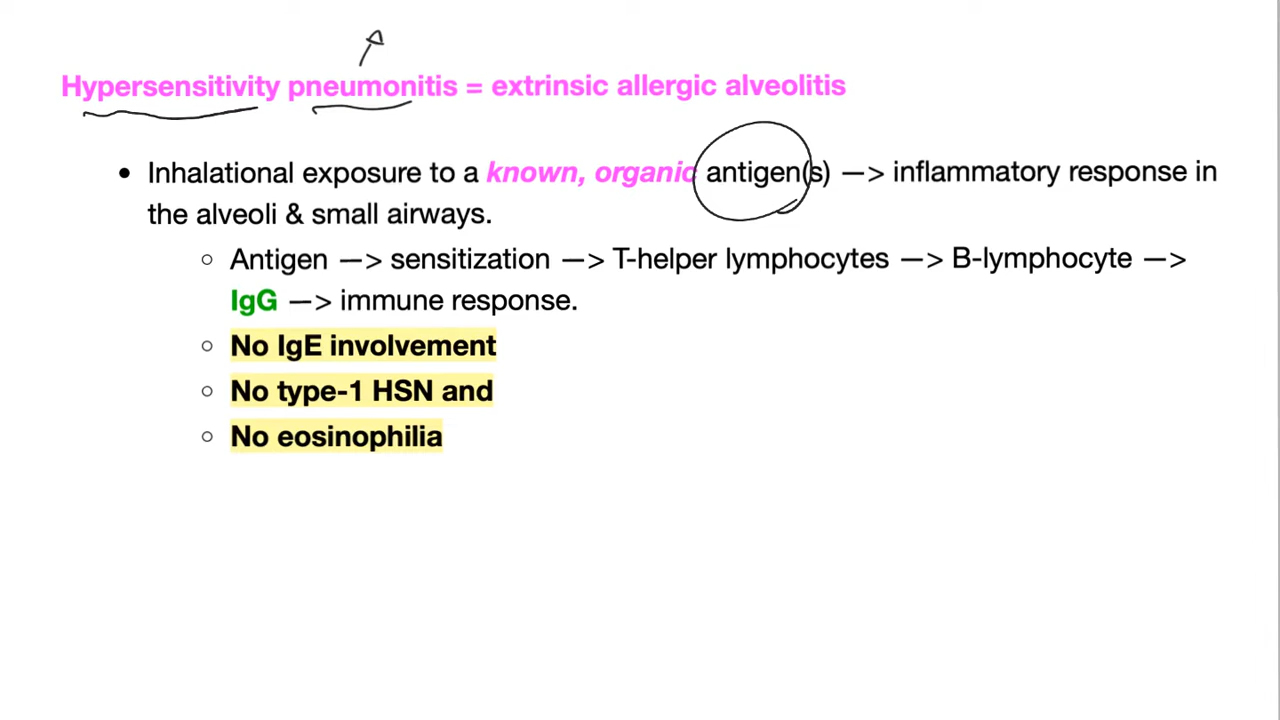 Hypersensitivity pneumonitis = extrinsic allergic alveolitis
• Inhalational exposure to a known, organic antigen(s) —> inflammatory response in
the alveoli & small airways.
○ Antigen —> sensitization —> T-helper lymphocytes —> B-lymphocyte —>
IgG —> immune response.
○ No IgE involvement
○ No type-1 HSN and
○ No eosinophilia